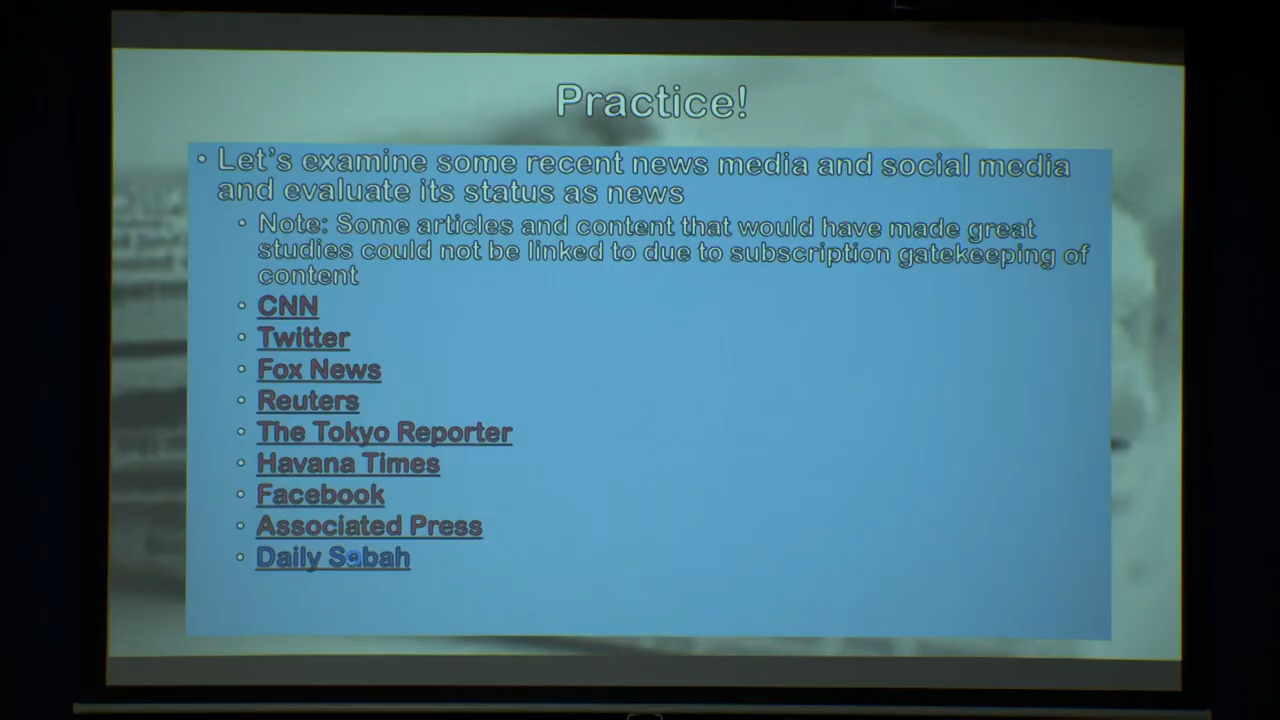 Practice!
• Let's examine some recent news media and social media
and evaluate its status as news
• Note: Some articles and content that would have made great
studies could not be linked to due to subscription gatekeeping of
content
• CNN
• Twitter
• Fox News
• Reuters
• The Tokyo Reporter
• Havana Times
• Facebook
• Associated Press
• Daily Sabah